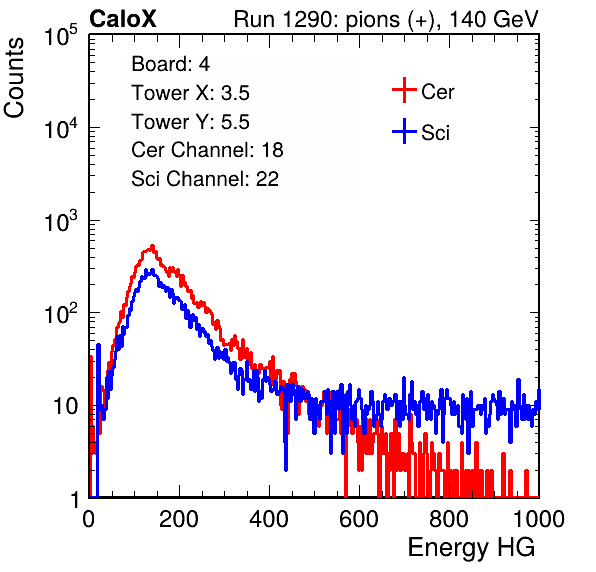 CaloX Run 1290: pions (+), 140 GeV
Counts
Board: 4
Tower X: 3.5
Tower Y: 5.5
Cer Channel: 18
Sci Channel: 22
Cer
Sci
10^5
10^4
10^3
10^2
10
1
0 200 400 600 800 1000
Energy HG